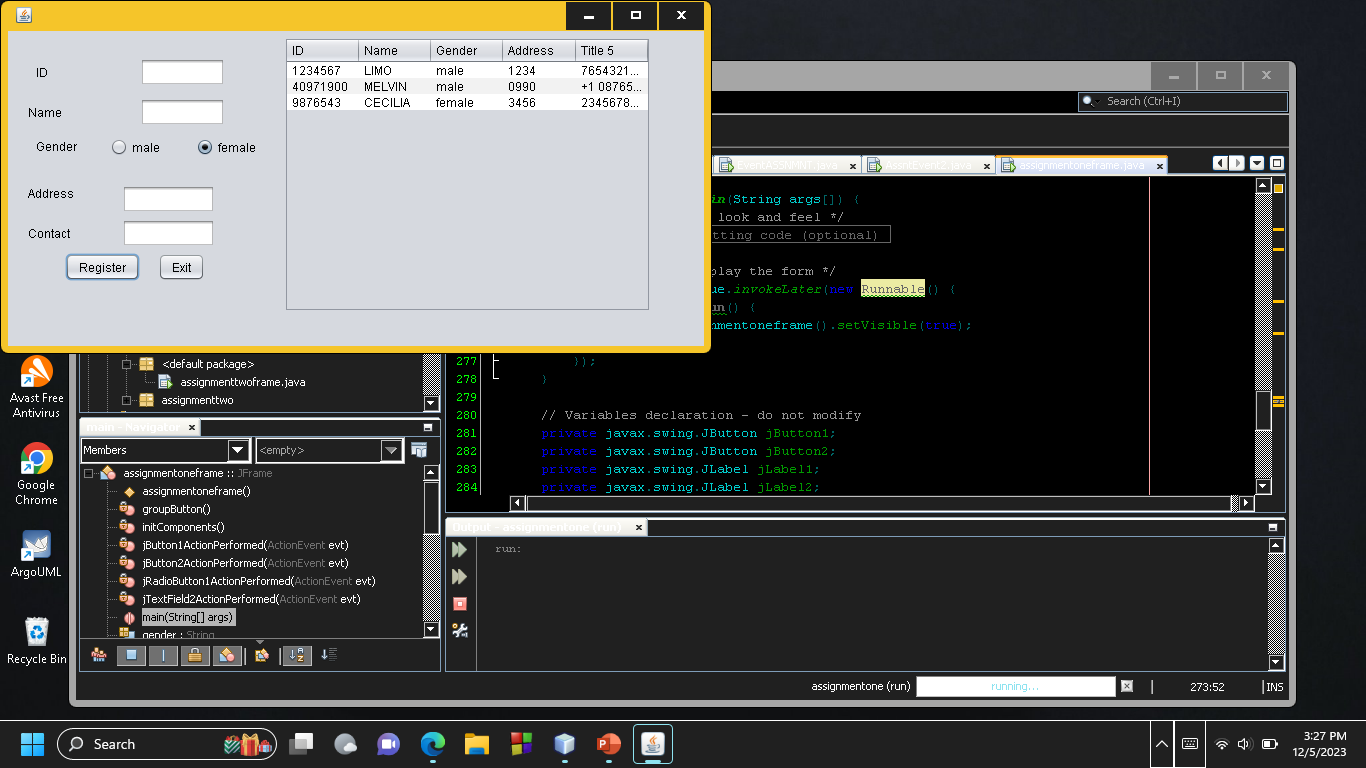 ID
Name
Gender
male
female
Address
Contact
Register
Exit
ID Name Gender Address Title 5
1234567 LIMO male 1234 7654321...
40971900 MELVIN male 0990 +1 08765...
9876543 CECILIA female 3456 2345678...
Search (Ctrl+I)
EventASSNMNT.java
AssnrEvent2.java
assignmentoneframe.java
in(String args[]) {
look and feel */
tting code (optional)
play the form */
ue.invokeLater(new Runnable() {
un() {
nmentoneframe().setVisible(true);
277 });
278 }
279
280 // Variables declaration - do not modify
281 private javax.swing.JButton jButton1;
282 private javax.swing.JButton jButton2;
283 private javax.swing.JLabel jLabel1;
284 private javax.swing.JLabel jLabel2;
<default package>
assignmenttwoframe.java
assignmenttwo
main - Navigator
Members
<empty>
assignmentoneframe :: JFrame
assignmentoneframe()
groupButton()
initComponents()
jButton1ActionPerformed(ActionEvent evt)
jButton2ActionPerformed(ActionEvent evt)
jRadioButton1ActionPerformed(ActionEvent evt)
jTextField2ActionPerformed(ActionEvent evt)
main(String[] args)
gender : String
Output - assignmentone (run)
run:
assignmentone (run)
running...
273:52
INS
Avast Free
Antivirus
Google
Chrome
ArgoUML
Recycle Bin
Search
3:27 PM
12/5/2023